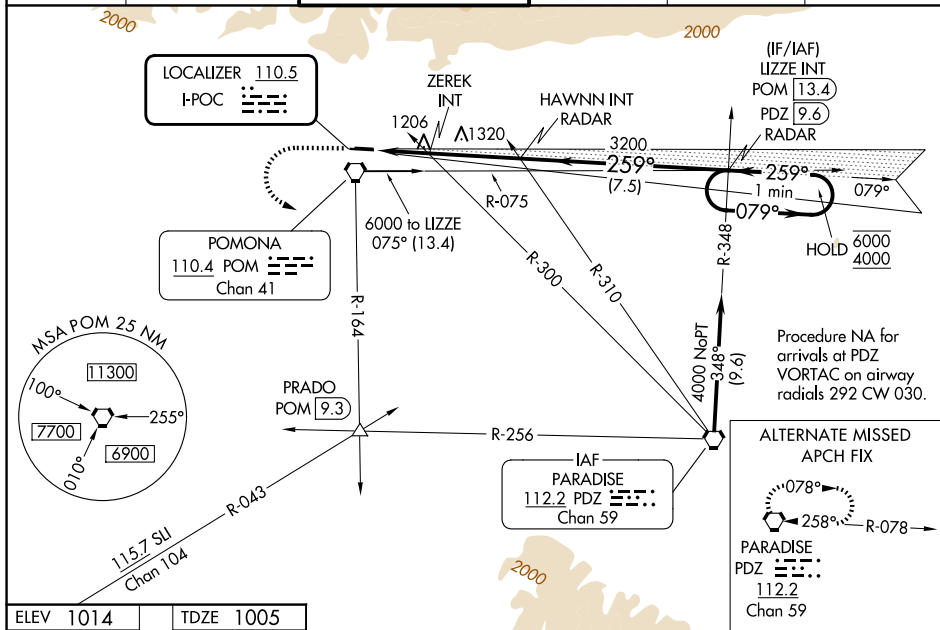 2000
2000
LOCALIZER 110.5
I-POC
ZEREK
INT
HAWNN INT
RADAR
(IF/IAF)
LIZZE INT
POM 13.4
PDZ 9.6
RADAR
1206
1320
3200
259°
(7.5)
259°
1 min
079°
079°
R-075
6000 to LIZZE
075° (13.4)
HOLD 6000
4000
POMONA
110.4 POM
Chan 41
R-164
R-300
R-310
R-348
4000 NoPT
348°
(9.6)
Procedure NA for
arrivals at PDZ
VORTAC on airway
radials 292 CW 030.
MSA POM 25 NM
11300
100°
255°
7700
6900
010°
PRADO
POM 9.3
R-256
R-043
115.7 SLI
Chan 104
IAF
PARADISE
112.2 PDZ
Chan 59
ALTERNATE MISSED
APCH FIX
078°
258°
R-078
PARADISE
PDZ
112.2
Chan 59
2000
ELEV 1014
TDZE 1005